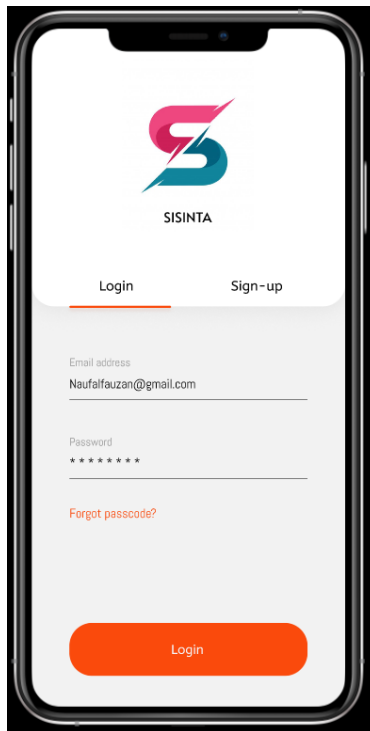 SISINTA
Login Sign-up
Email address
Naufalfauzan@gmail.com
Password
* * * * * * * *
Forgot passcode?
Login